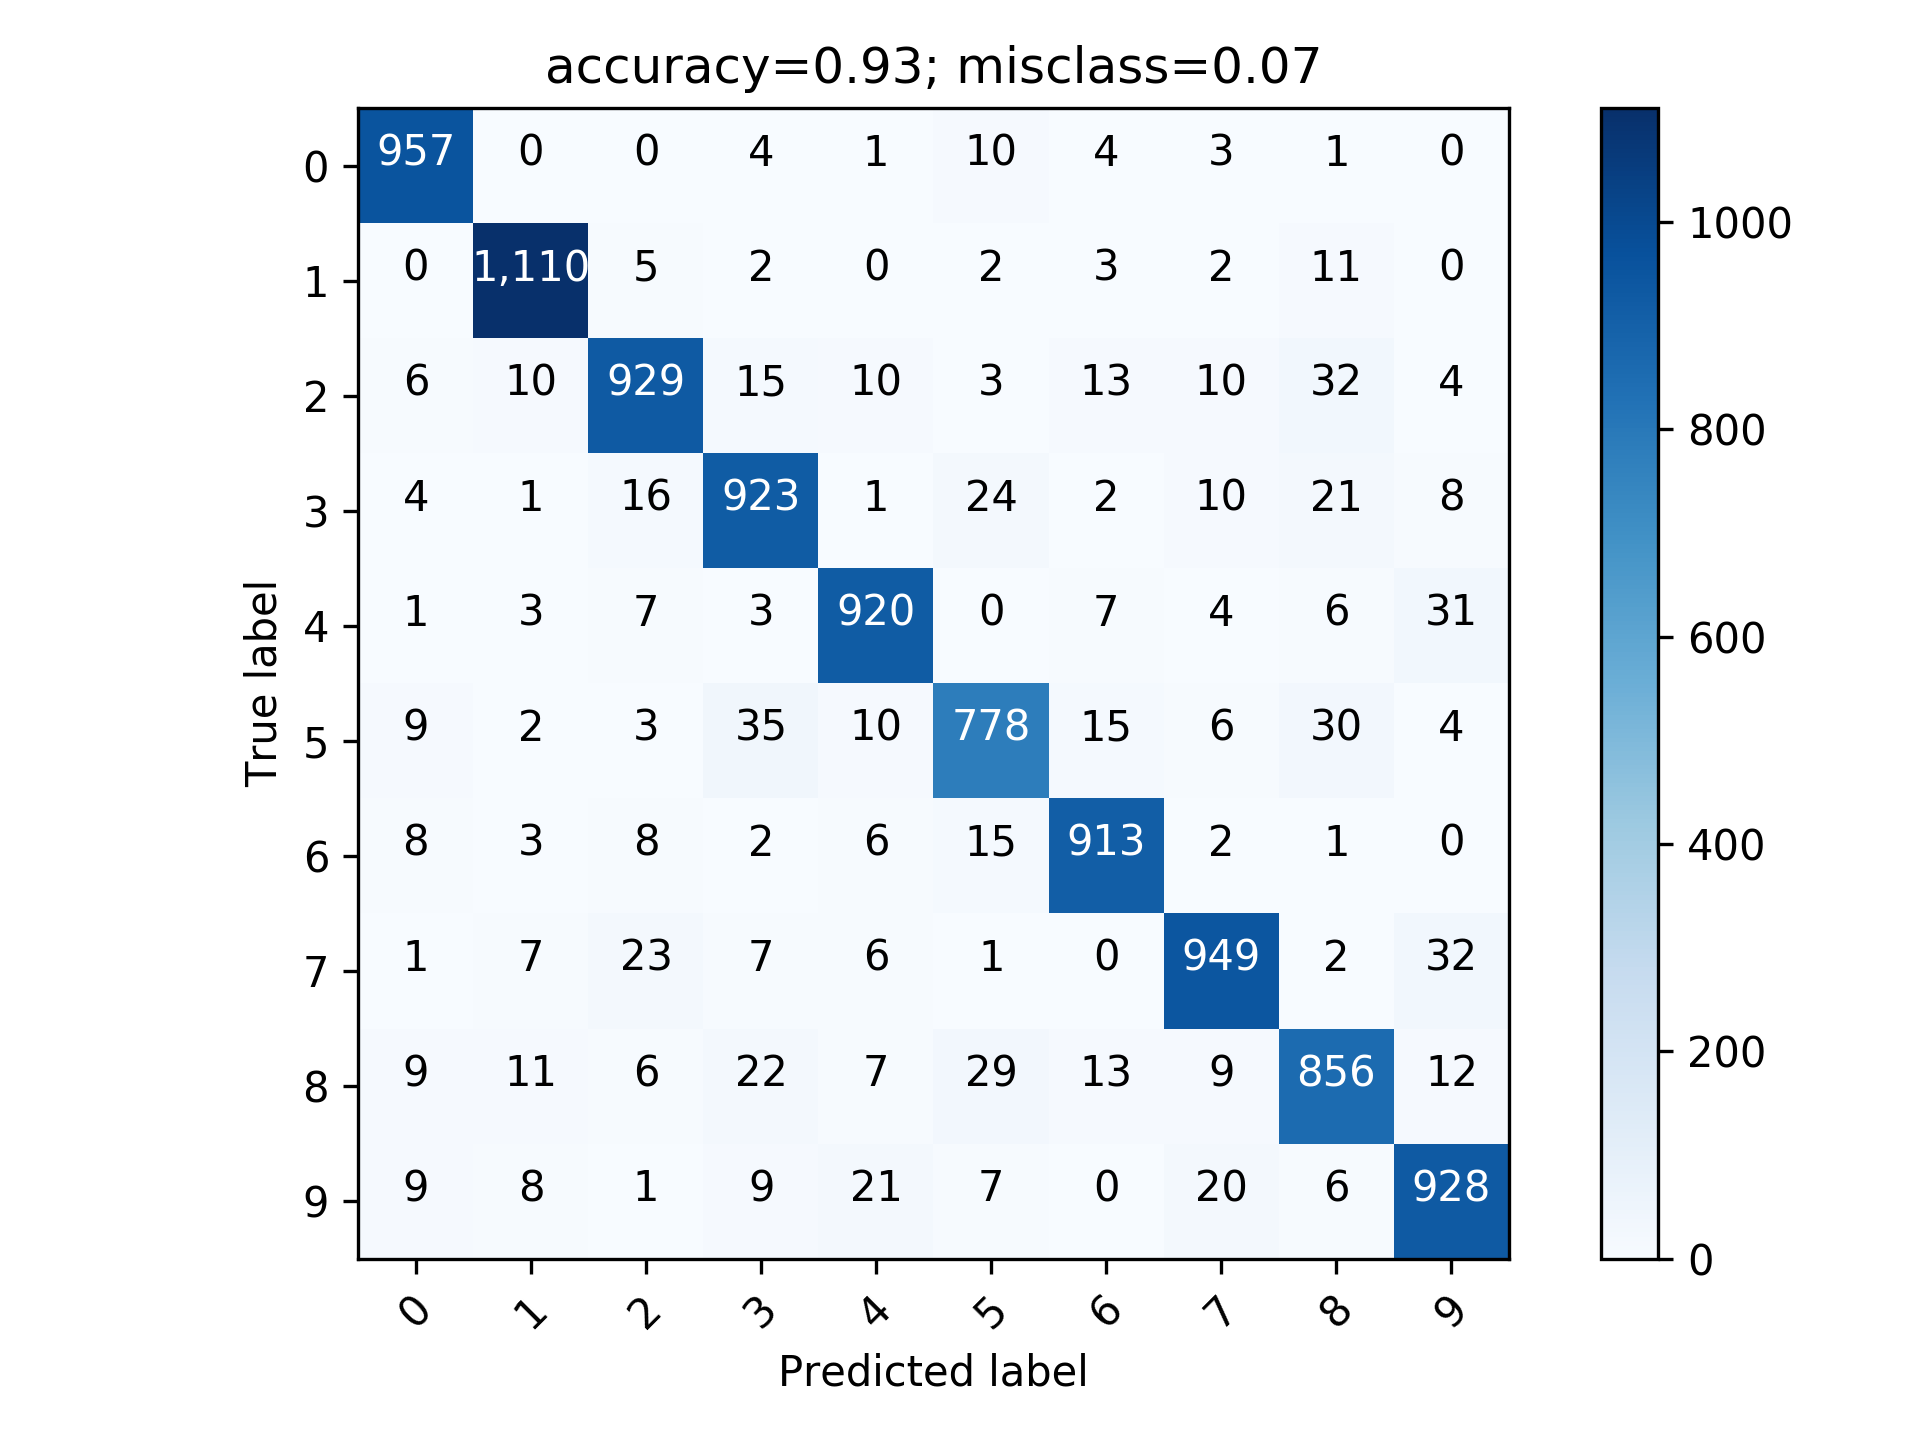 accuracy=0.93; misclass=0.07
0 957 0 0 4 1 10 4 3 1 0
1 0 1,110 5 2 0 2 3 2 11 0
2 6 10 929 15 10 3 13 10 32 4
3 4 1 16 923 1 24 2 10 21 8
4 1 3 7 3 920 0 7 4 6 31
5 9 2 3 35 10 778 15 6 30 4
6 8 3 8 2 6 15 913 2 1 0
7 1 7 23 7 6 1 0 949 2 32
8 9 11 6 22 7 29 13 9 856 12
9 9 8 1 9 21 7 0 20 6 928
True label
0 1 2 3 4 5 6 7 8 9
Predicted label
1000
800
600
400
200
0